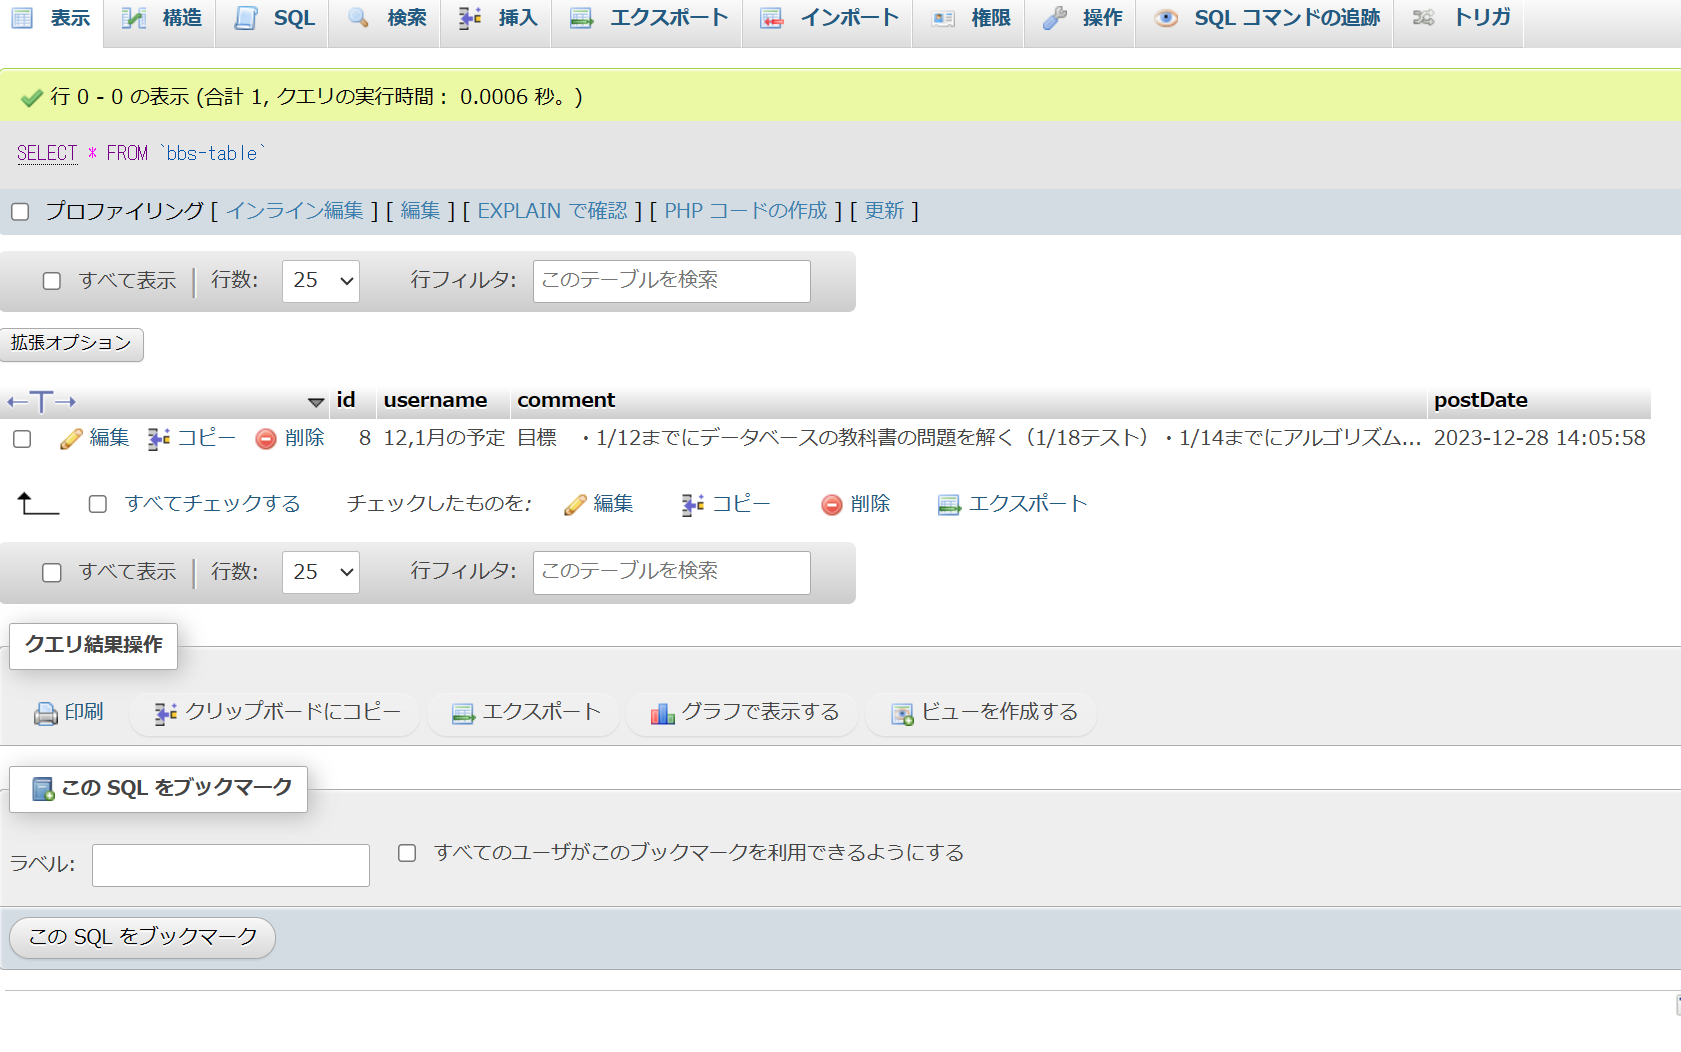 表示 構造 SQL 検索 挿入 エクスポート インポート 権限 操作 SQL コマンドの追跡 トリガ
行 0 - 0 の表示 (合計 1, クエリの実行時間： 0.0006 秒。)
SELECT * FROM `bbs-table`
プロファイリング [ インライン編集 ] [ 編集 ] [ EXPLAIN で確認 ] [ PHP コードの作成 ] [ 更新 ]
すべて表示 行数: 25 行フィルタ: このテーブルを検索
拡張オプション
←T→ id username comment postDate
編集 コピー 削除 8 12,1月の予定 目標 ・1/12までにデータベースの教科書の問題を解く（1/18テスト）・1/14までにアルゴリズム... 2023-12-28 14:05:58
すべてチェックする チェックしたものを: 編集 コピー 削除 エクスポート
すべて表示 行数: 25 行フィルタ: このテーブルを検索
クエリ結果操作
印刷 クリップボードにコピー エクスポート グラフで表示する ビューを作成する
この SQL をブックマーク
ラベル: すべてのユーザがこのブックマークを利用できるようにする
この SQL をブックマーク